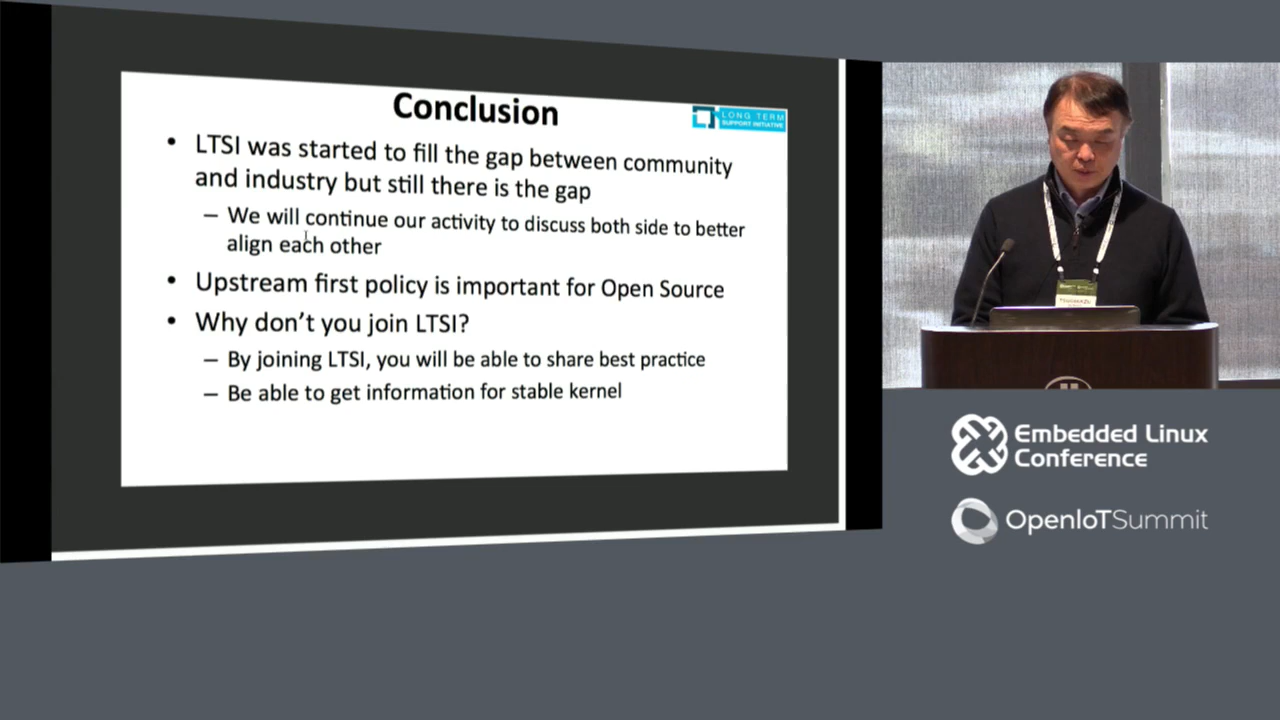 Conclusion
LONG TERM
SUPPORT INITIATIVE
• LTSI was started to fill the gap between community
and industry but still there is the gap
– We will continue our activity to discuss both side to better
align each other
• Upstream first policy is important for Open Source
• Why don't you join LTSI?
– By joining LTSI, you will be able to share best practice
– Be able to get information for stable kernel
Embedded Linux
Conference
OpenIoTSummit